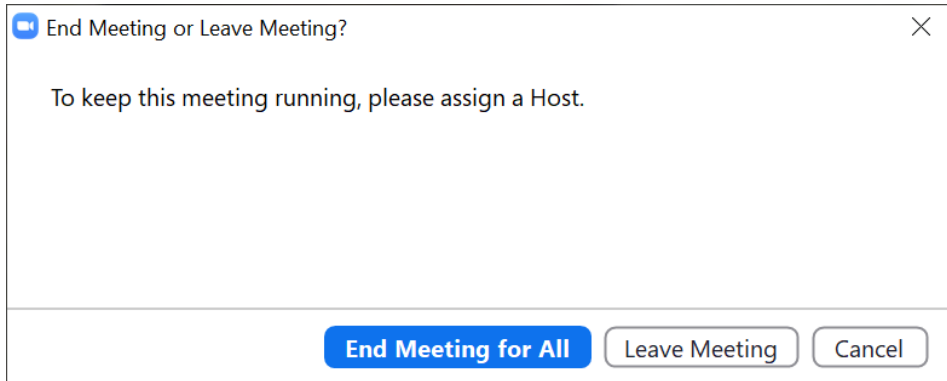 End Meeting or Leave Meeting?
To keep this meeting running, please assign a Host.
End Meeting for All
Leave Meeting
Cancel